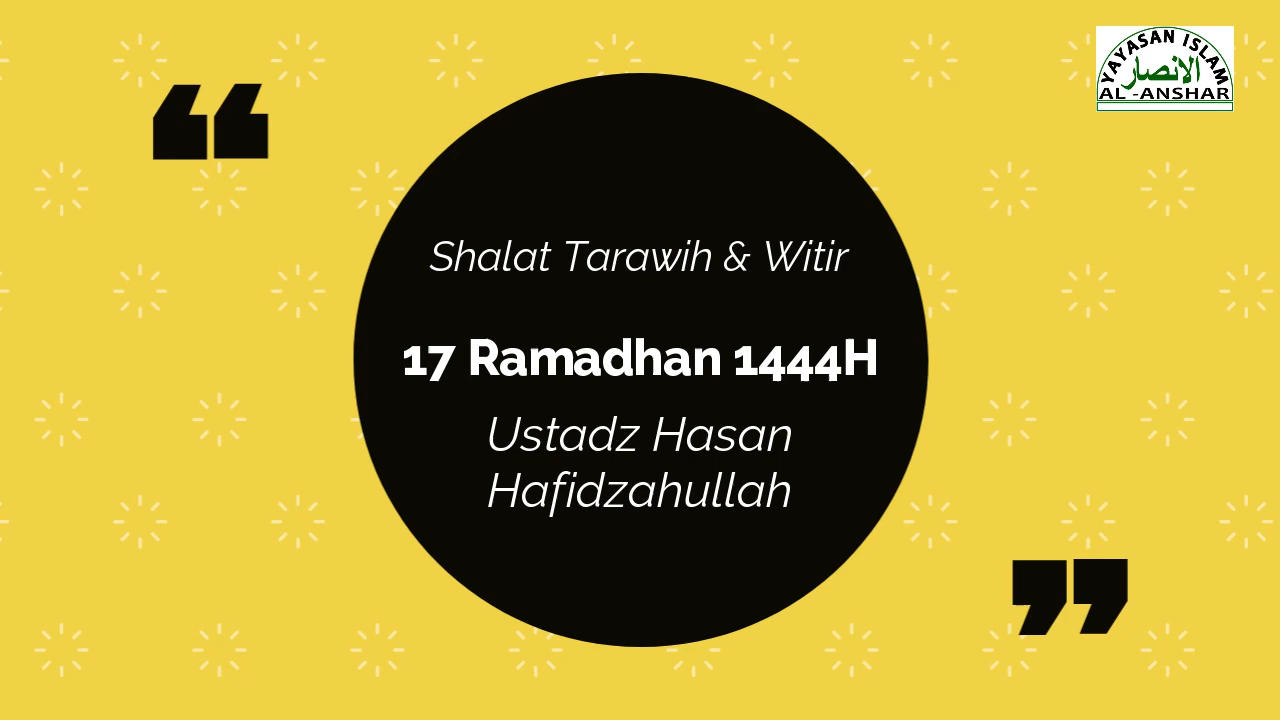 YAYASAN ISLAM
الانصار
AL -ANSHAR
Shalat Tarawih & Witir
17 Ramadhan 1444H
Ustadz Hasan
Hafidzahullah